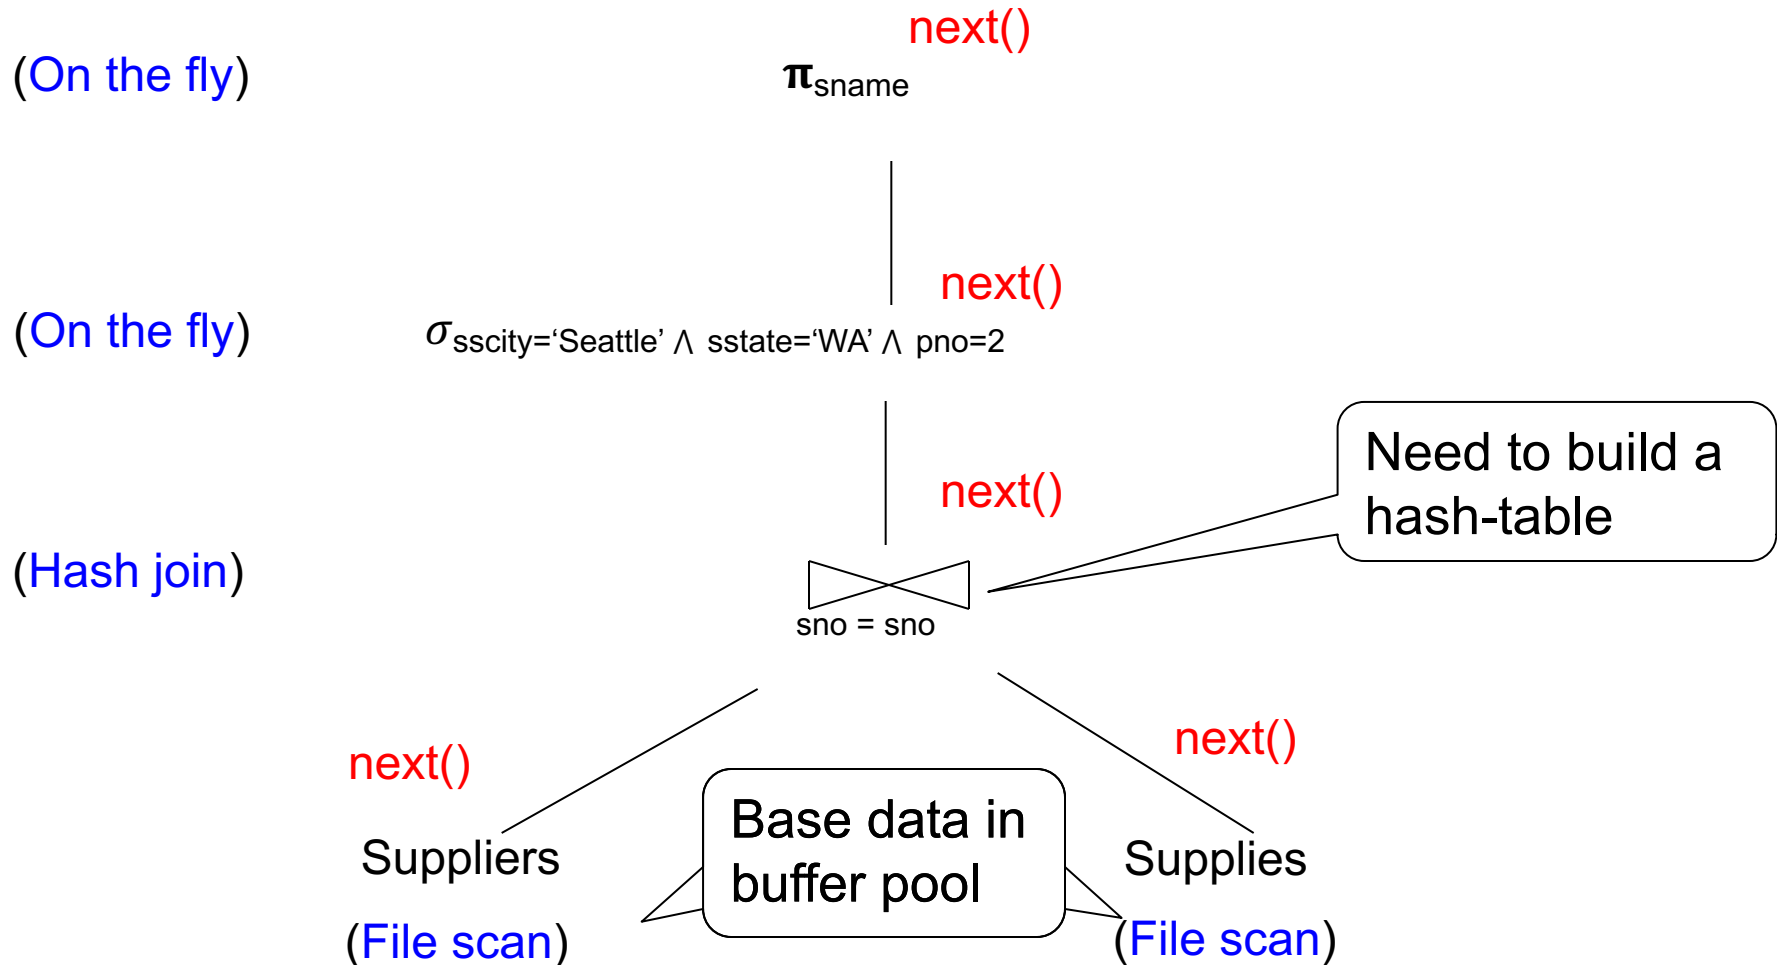 next()
(On the fly)
πsname
next()
(On the fly)
σsscity=‘Seattle’ ∧ sstate=‘WA’ ∧ pno=2
Need to build a
hash-table
next()
(Hash join)
sno = sno
next()
next()
Base data in
buffer pool
Suppliers
Supplies
(File scan)
(File scan)